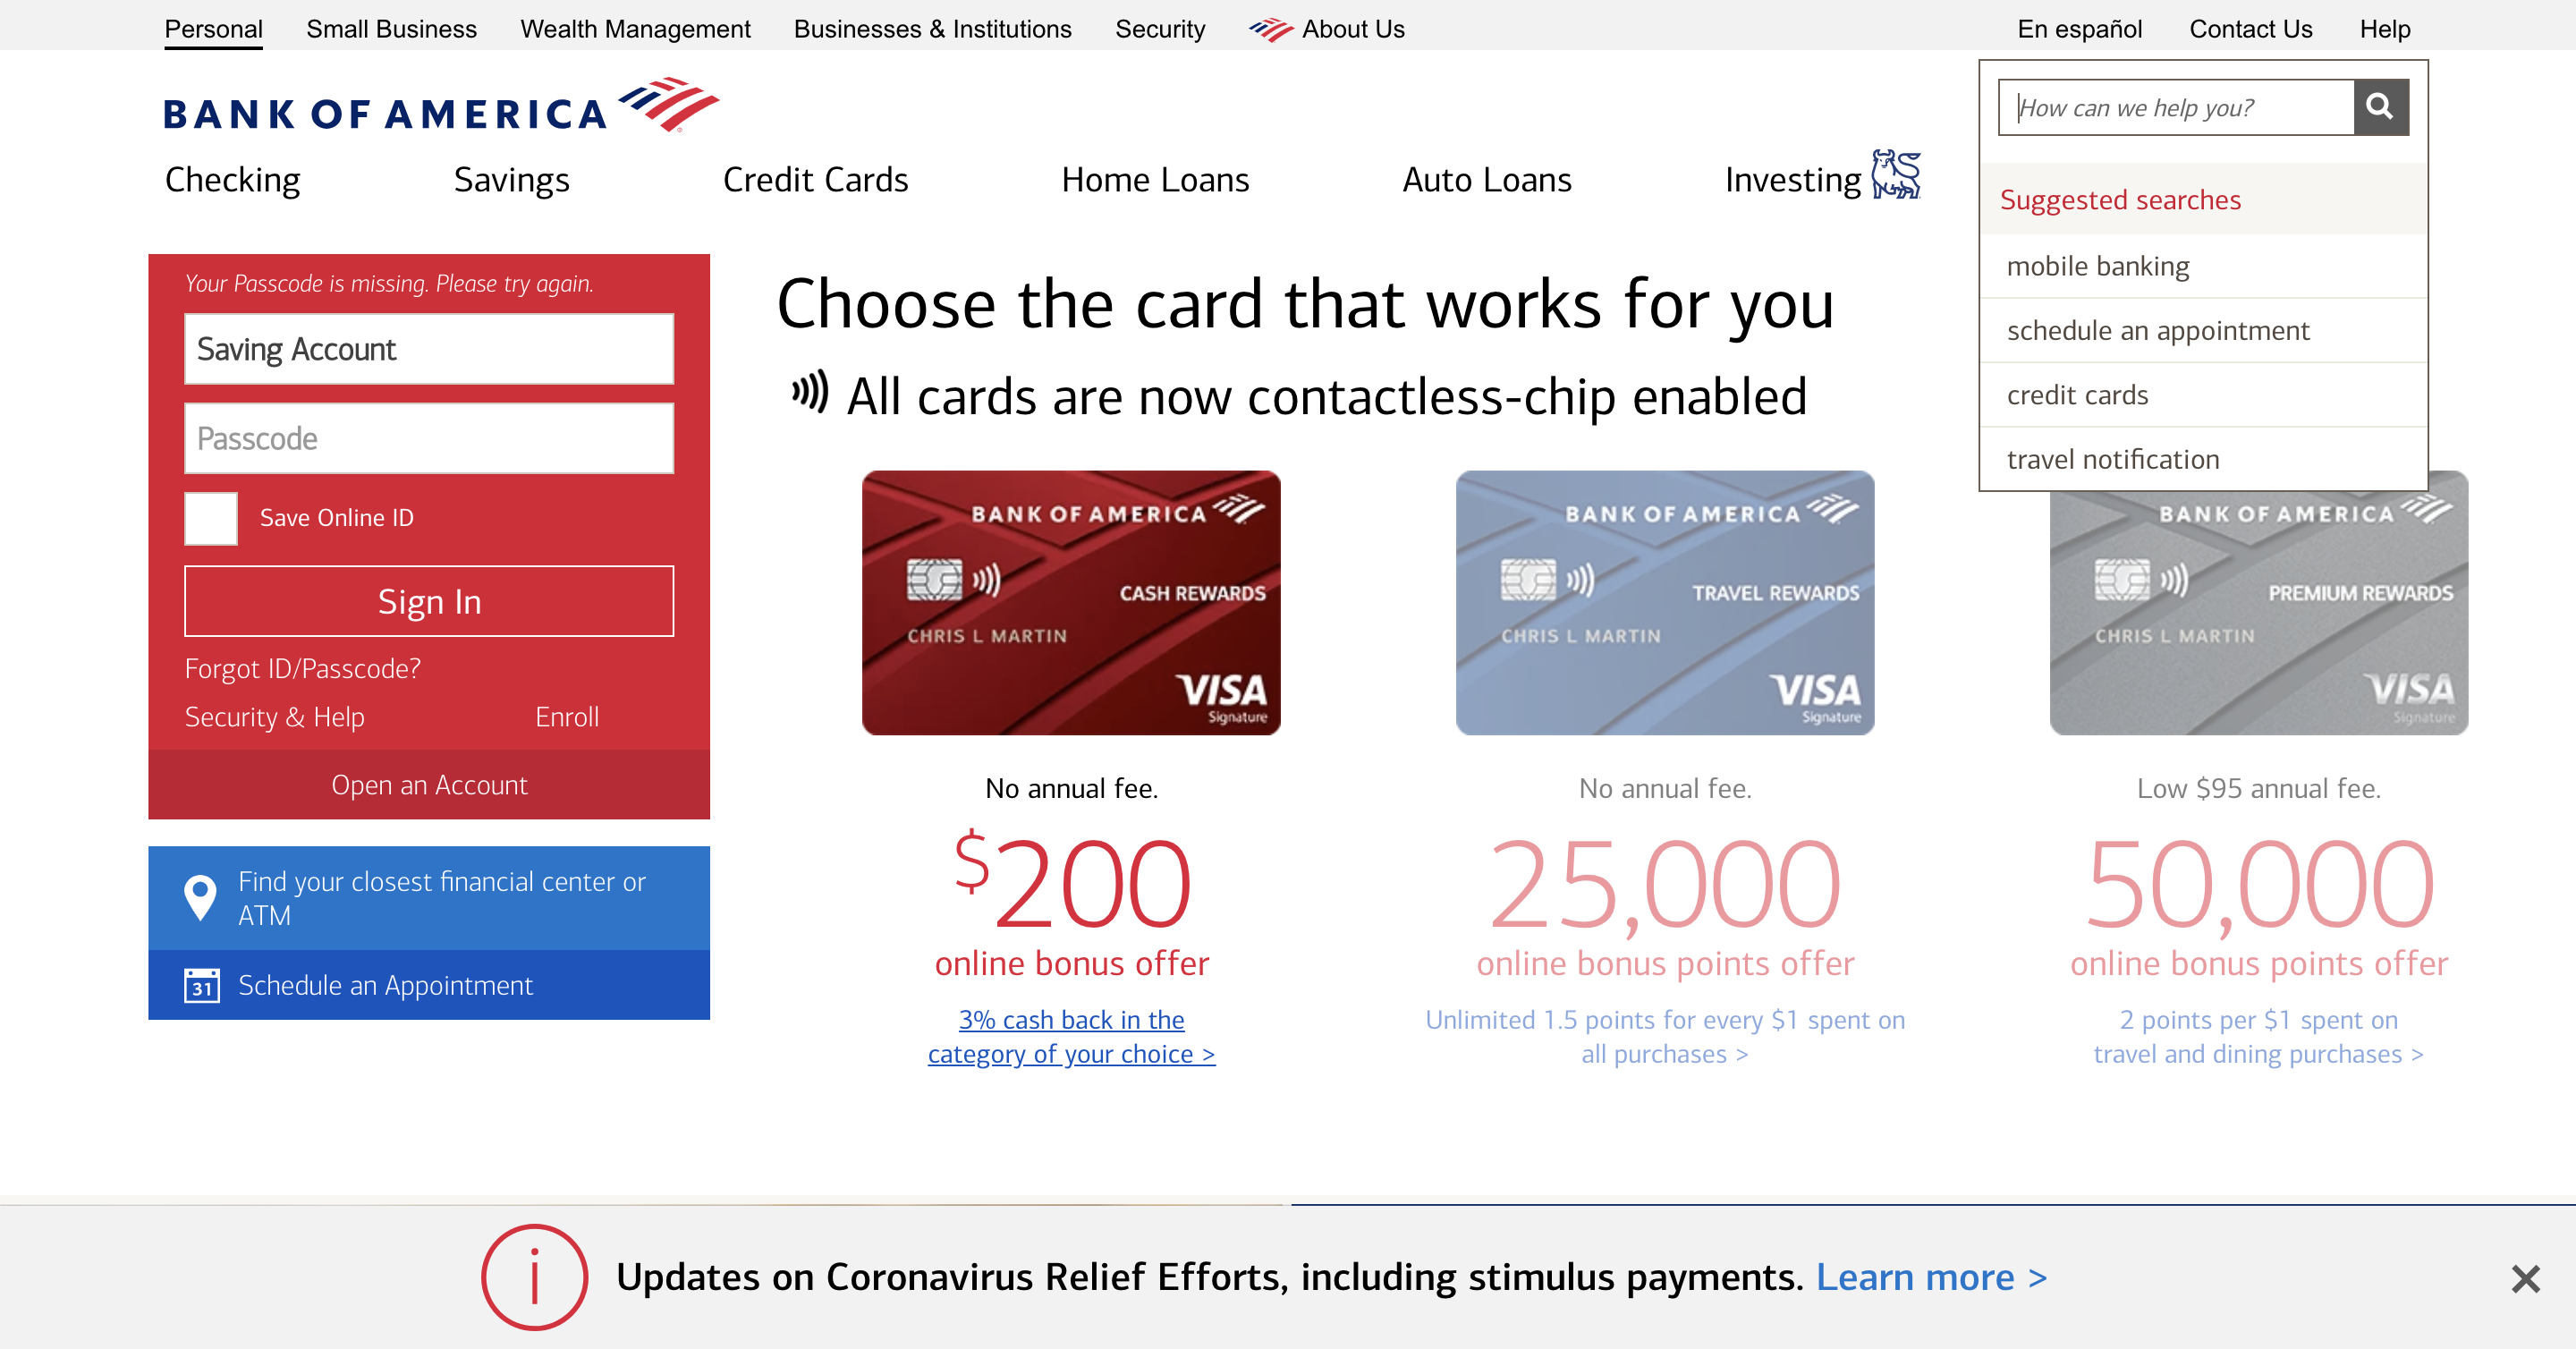 Personal Small Business Wealth Management Businesses & Institutions Security About Us En español Contact Us Help
BANK OF AMERICA
How can we help you?
Checking Savings Credit Cards Home Loans Auto Loans Investing
Suggested searches
mobile banking
schedule an appointment
credit cards
travel notification
Your Passcode is missing. Please try again.
Saving Account
Passcode
Save Online ID
Sign In
Forgot ID/Passcode?
Security & Help Enroll
Open an Account
Find your closest financial center or
ATM
31
Schedule an Appointment
Choose the card that works for you
All cards are now contactless-chip enabled
BANK OF AMERICA
CASH REWARDS
CHRIS L MARTIN
VISA
Signature
No annual fee.
$200
online bonus offer
3% cash back in the
category of your choice >
BANK OF AMERICA
TRAVEL REWARDS
CHRIS L MARTIN
VISA
Signature
No annual fee.
25,000
online bonus points offer
Unlimited 1.5 points for every $1 spent on
all purchases >
BANK OF AMERICA
PREMIUM REWARDS
CHRIS L MARTIN
VISA
Signature
Low $95 annual fee.
50,000
online bonus points offer
2 points per $1 spent on
travel and dining purchases >
Updates on Coronavirus Relief Efforts, including stimulus payments. Learn more >